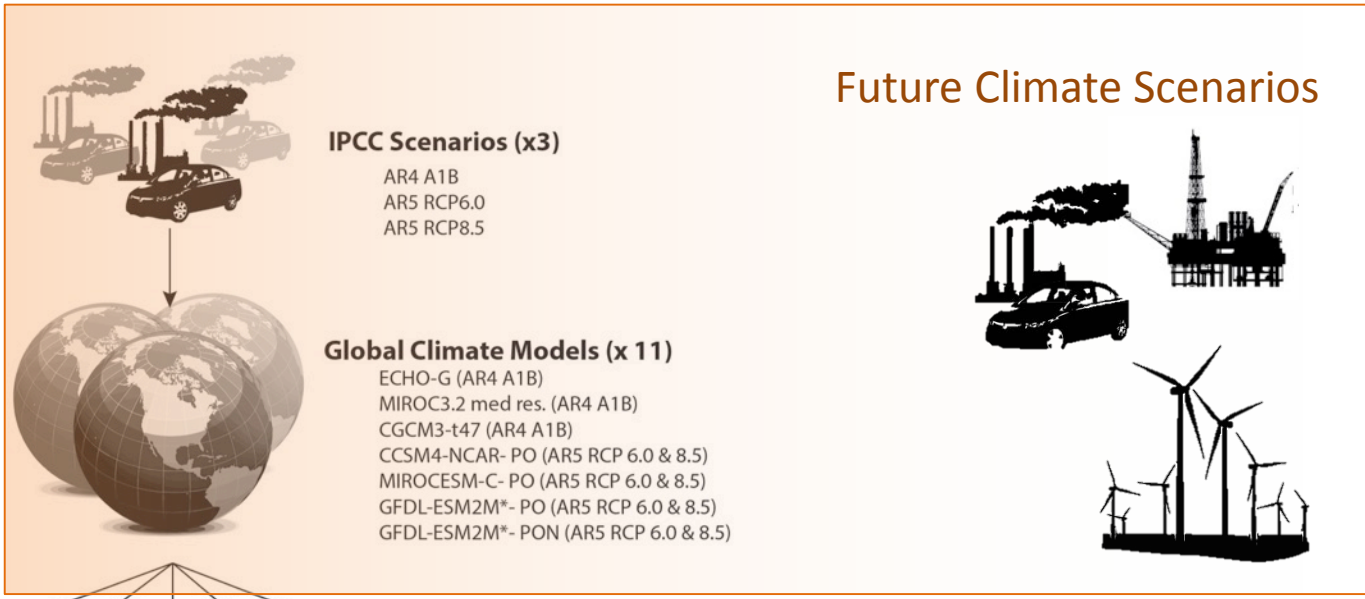 Future Climate Scenarios
IPCC Scenarios (x3)
AR4 A1B
AR5 RCP6.0
AR5 RCP8.5
Global Climate Models (x 11)
ECHO-G (AR4 A1B)
MIROC3.2 med res. (AR4 A1B)
CGCM3-t47 (AR4 A1B)
CCSM4-NCAR- PO (AR5 RCP 6.0 & 8.5)
MIROCESM-C- PO (AR5 RCP 6.0 & 8.5)
GFDL-ESM2M*- PO (AR5 RCP 6.0 & 8.5)
GFDL-ESM2M*- PON (AR5 RCP 6.0 & 8.5)